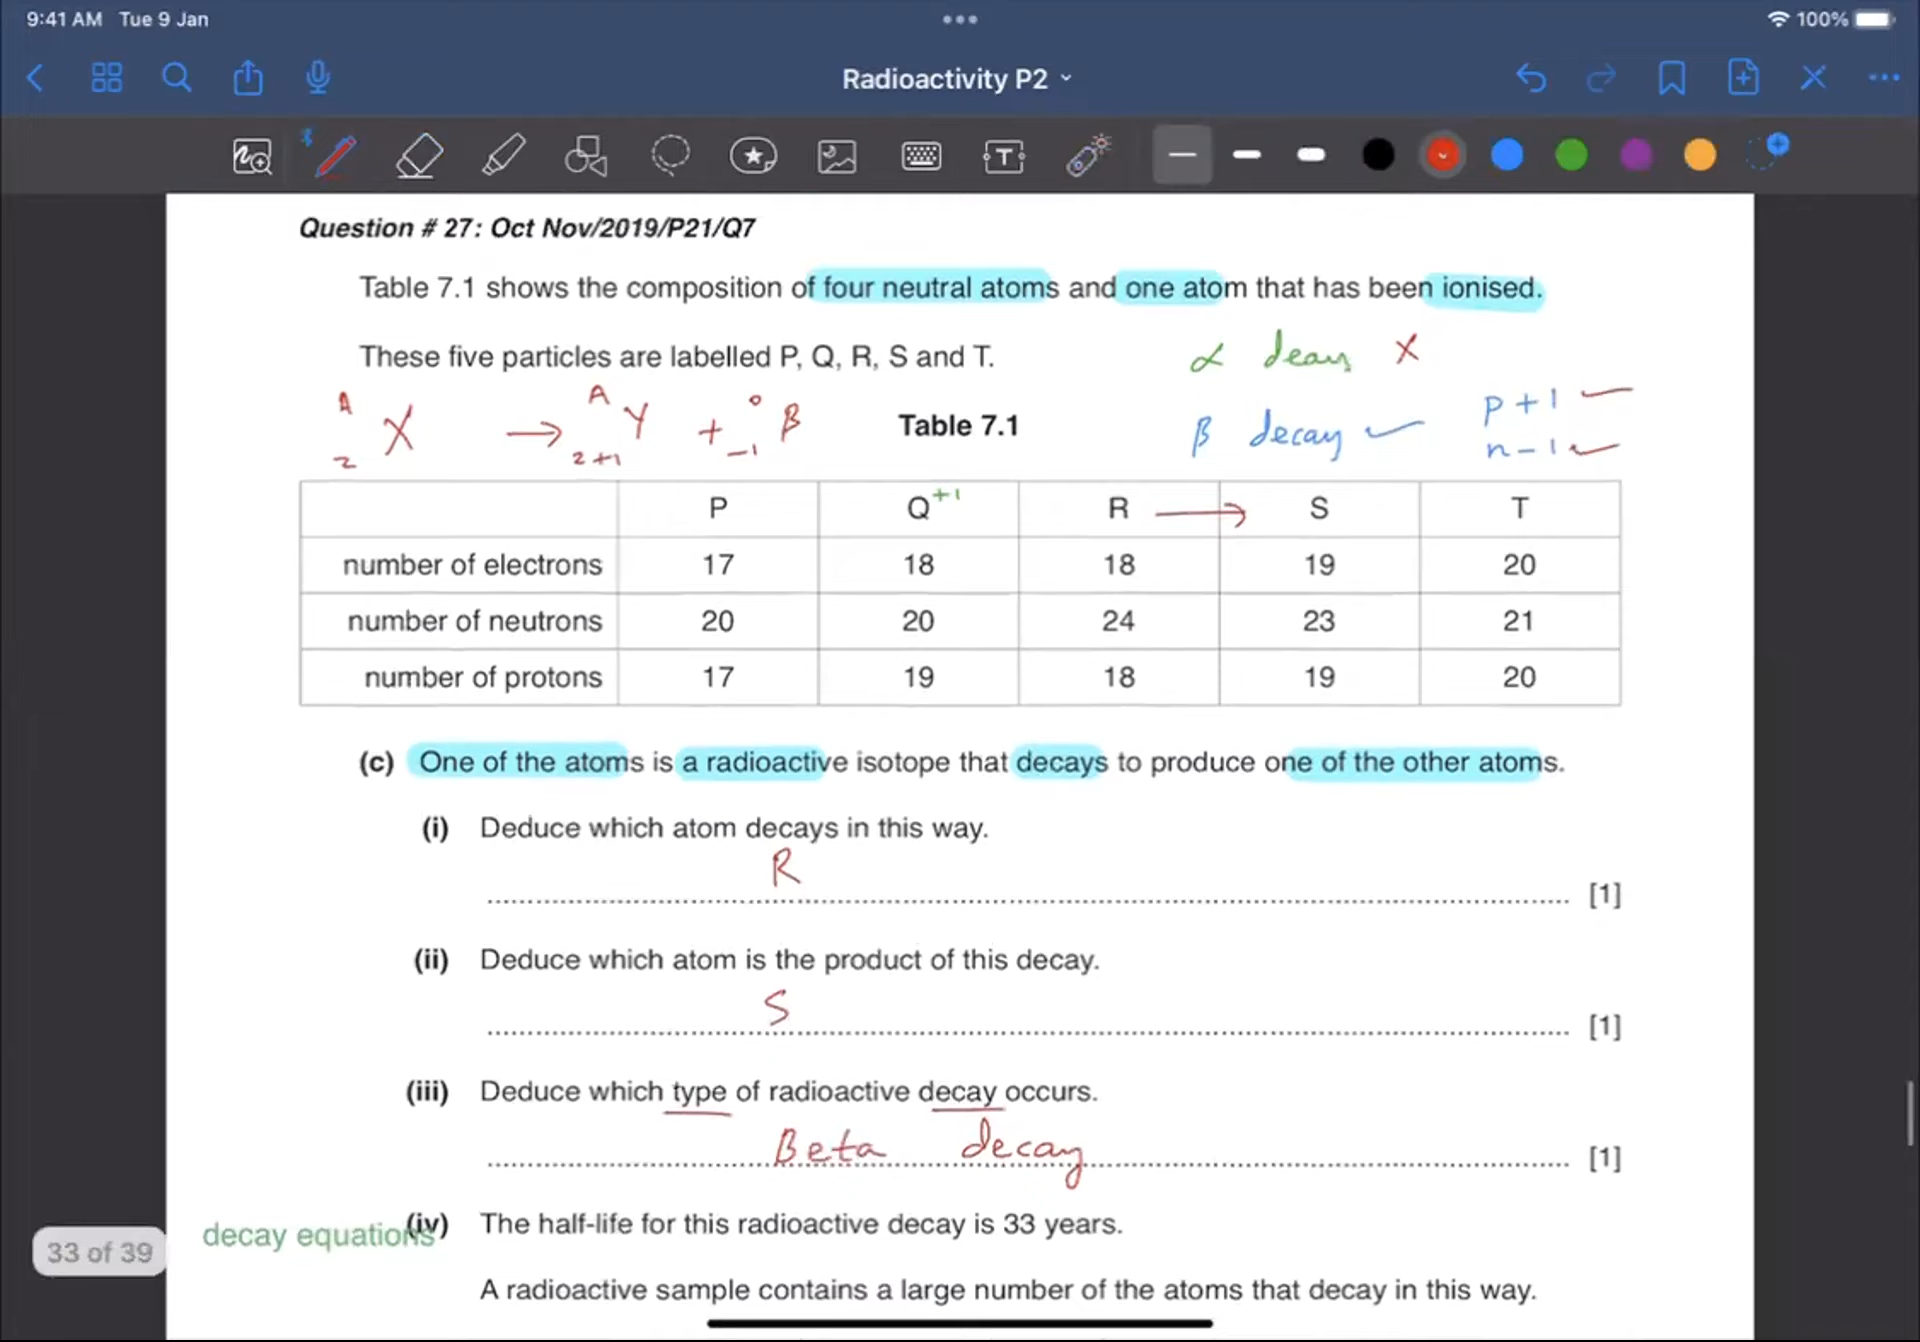 9:41 AM Tue 9 Jan
100%
Radioactivity P2
Question # 27: Oct Nov/2019/P21/Q7
Table 7.1 shows the composition of four neutral atoms and one atom that has been ionised.
These five particles are labelled P, Q, R, S and T.
α deay X
A X → A Y + 0 β
z z+1 -1
Table 7.1
β decay ✓
p+1 ✓
n-1 ✓
P Q +1 R → S T
number of electrons 17 18 18 19 20
number of neutrons 20 20 24 23 21
number of protons 17 19 18 19 20
(c) One of the atoms is a radioactive isotope that decays to produce one of the other atoms.
(i) Deduce which atom decays in this way.
R
[1]
(ii) Deduce which atom is the product of this decay.
S
[1]
(iii) Deduce which type of radioactive decay occurs.
Beta decay
[1]
(iv) The half-life for this radioactive decay is 33 years.
33 of 39
decay equations
A radioactive sample contains a large number of the atoms that decay in this way.